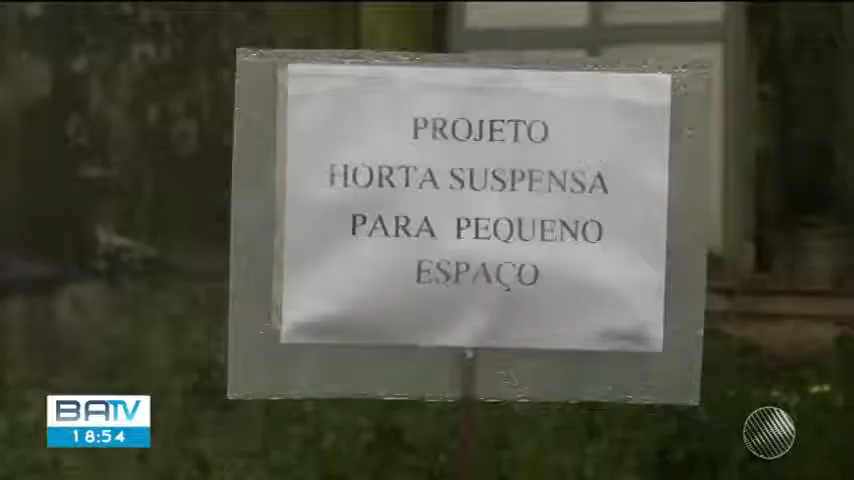 PROJETO
HORTA SUSPENSA
PARA PEQUENO
ESPAÇO
BATV
18:54